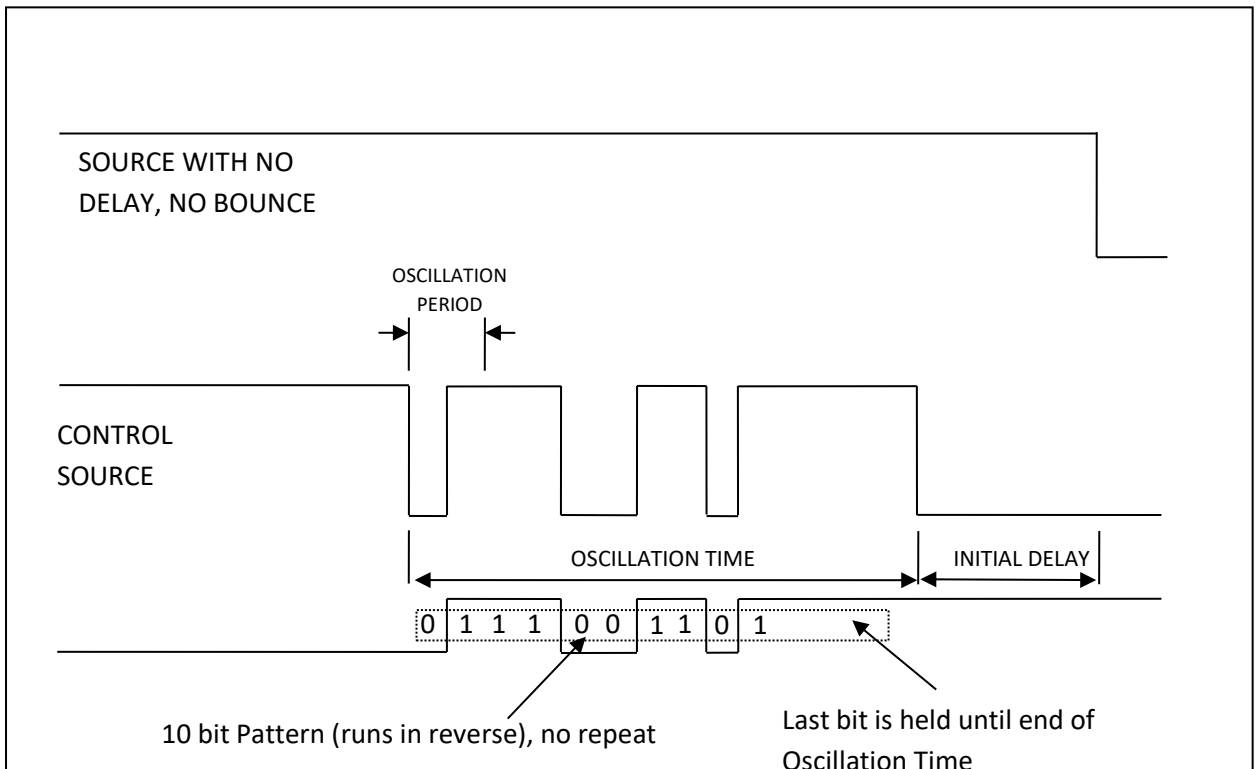 SOURCE WITH NO
DELAY, NO BOUNCE
OSCILLATION
PERIOD
CONTROL
SOURCE
OSCILLATION TIME
INITIAL DELAY
0 1 1 1 0 0 1 1 0 1
10 bit Pattern (runs in reverse), no repeat
Last bit is held until end of
Oscillation Time